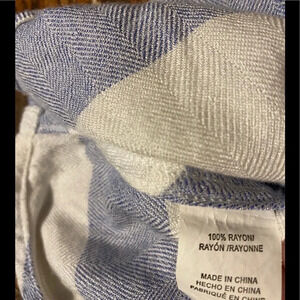 100% RAYON/
RAYÓN /RAYONNE
MADE IN CHINA
HECHO EN CHINA
FABRIQUÉ EN CHINE